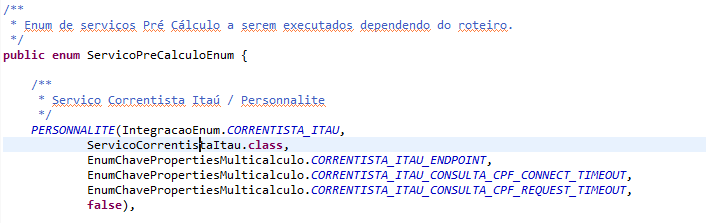 /**
 * Enum de servicos Pré Cálculo a serem executados dependendo do roteiro.
 */
public enum ServicoPreCalculoEnum {
/**
 * Servico Correntista Itaú / Personnalite
 */
PERSONNALITE(IntegracaoEnum.CORRENTISTA_ITAU,
ServicoCorrentistaItau.class,
EnumChavePropertiesMulticalculo.CORRENTISTA_ITAU_ENDPOINT,
EnumChavePropertiesMulticalculo.CORRENTISTA_ITAU_CONSULTA_CPF_CONNECT_TIMEOUT,
EnumChavePropertiesMulticalculo.CORRENTISTA_ITAU_CONSULTA_CPF_REQUEST_TIMEOUT,
false),